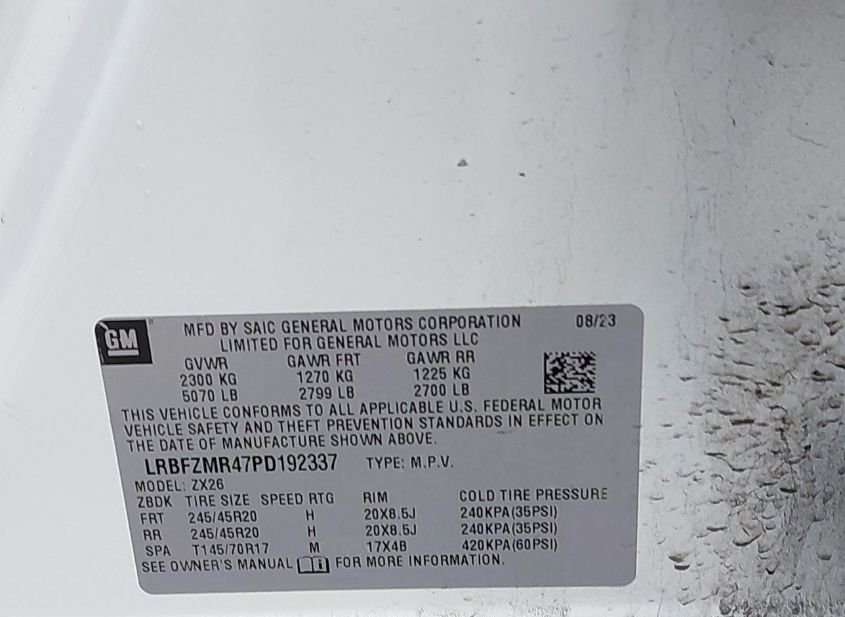 GM
MFD BY SAIC GENERAL MOTORS CORPORATION 08/23
LIMITED FOR GENERAL MOTORS LLC
GVWR GAWR FRT GAWR RR
2300 KG 1270 KG 1225 KG
5070 LB 2799 LB 2700 LB
THIS VEHICLE CONFORMS TO ALL APPLICABLE U.S. FEDERAL MOTOR
VEHICLE SAFETY AND THEFT PREVENTION STANDARDS IN EFFECT ON
THE DATE OF MANUFACTURE SHOWN ABOVE.
LRBFZMR47PD192337 TYPE: M.P.V.
MODEL: ZX26
ZBDK TIRE SIZE SPEED RTG RIM COLD TIRE PRESSURE
FRT 245/45R20 H 20X8.5J 240KPA(35PSI)
RR 245/45R20 H 20X8.5J 240KPA(35PSI)
SPA T145/70R17 M 17X4B 420KPA(60PSI)
SEE OWNER'S MANUAL FOR MORE INFORMATION.